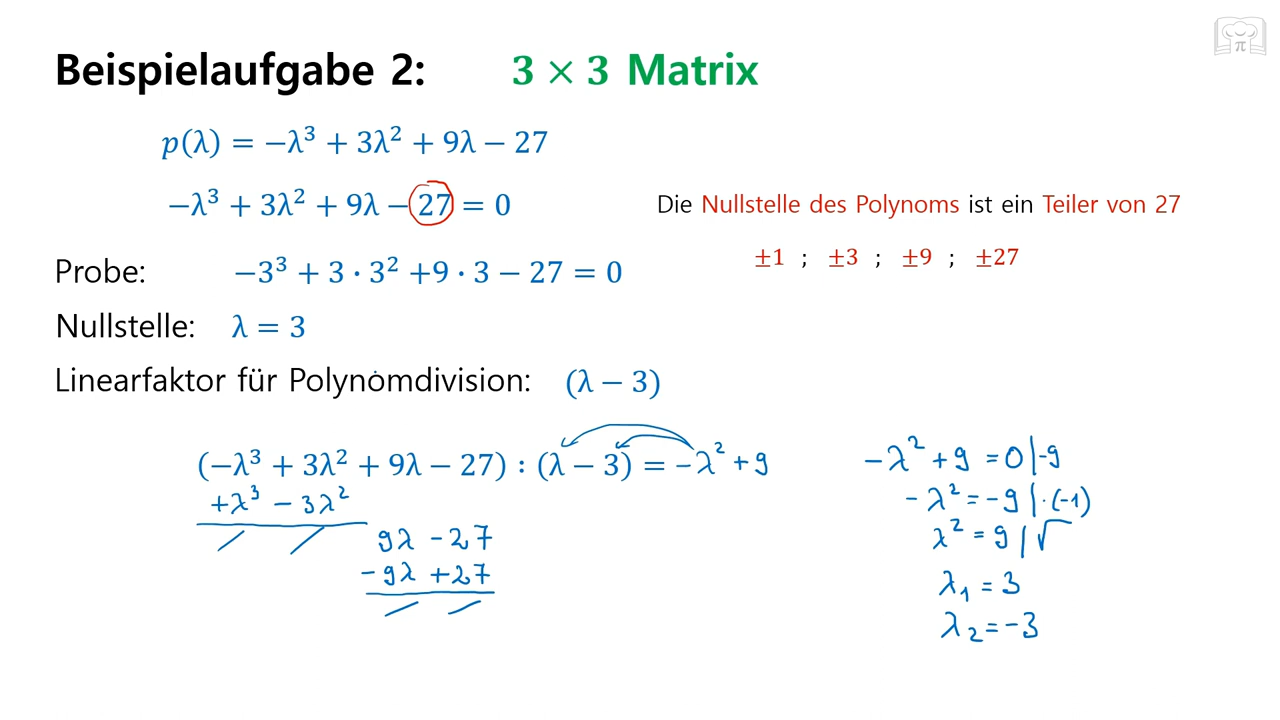 Beispielaufgabe 2: 3 × 3 Matrix
p(λ) = −λ³ + 3λ² + 9λ − 27
−λ³ + 3λ² + 9λ − 27 = 0
Die Nullstelle des Polynoms ist ein Teiler von 27
±1 ; ±3 ; ±9 ; ±27
Probe: −3³ + 3 · 3² +9 · 3 − 27 = 0
Nullstelle: λ = 3
Linearfaktor für Polynomdivision: (λ − 3)
(−λ³ + 3λ² + 9λ − 27) : (λ − 3) = −λ² + 9
+λ³ − 3λ²
9λ − 27
−9λ + 27
−λ² + 9 = 0 | -9
−λ² = −9 | · (−1)
λ² = 9 | √
λ₁ = 3
λ₂ = −3
π